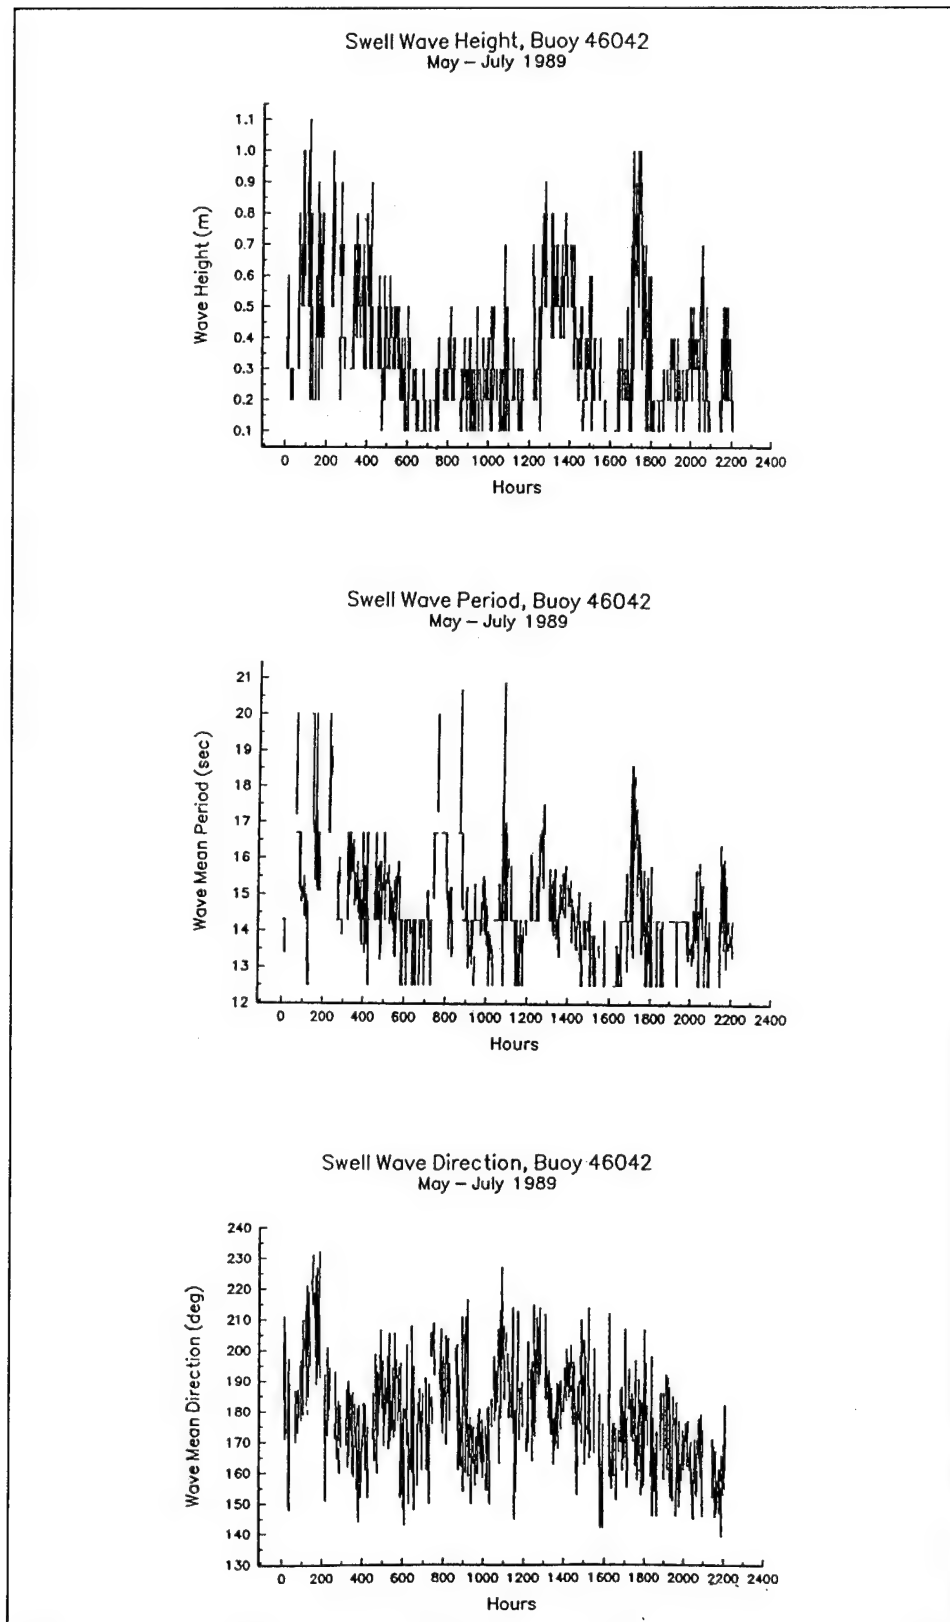 Swell Wave Height, Buoy 46042
May – July 1989
Wave Height (m)
1.1
1.0
0.9
0.8
0.7
0.6
0.5
0.4
0.3
0.2
0.1
0 200 400 600 800 1000 1200 1400 1600 1800 2000 2200 2400
Hours
Swell Wave Period, Buoy 46042
May – July 1989
Wave Mean Period (sec)
21
20
19
18
17
16
15
14
13
12
0 200 400 600 800 1000 1200 1400 1600 1800 2000 2200 2400
Hours
Swell Wave Direction, Buoy 46042
May – July 1989
Wave Mean Direction (deg)
240
230
220
210
200
190
180
170
160
150
140
130
0 200 400 600 800 1000 1200 1400 1600 1800 2000 2200 2400
Hours